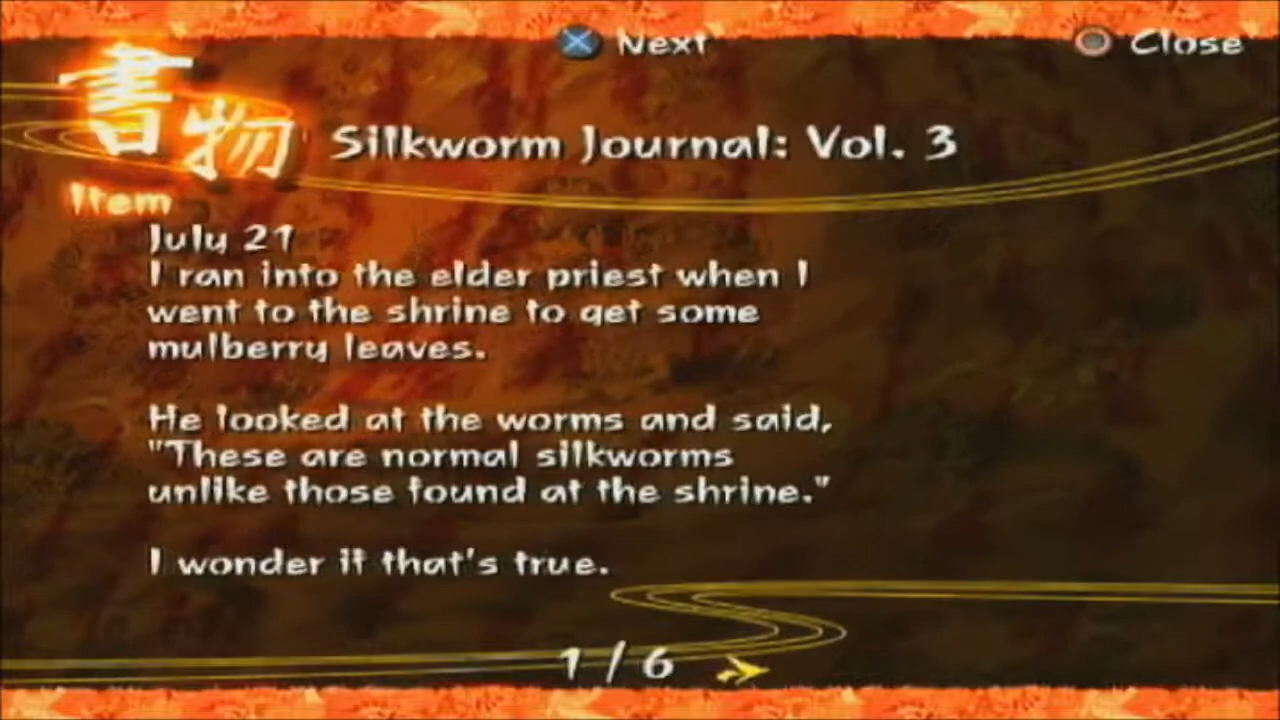 Next
Close
書物
Silkworm Journal: Vol. 3
Item
July 21
I ran into the elder priest when I
went to the shrine to get some
mulberry leaves.
He looked at the worms and said,
"These are normal silkworms
unlike those found at the shrine."
I wonder if that's true.
1 / 6